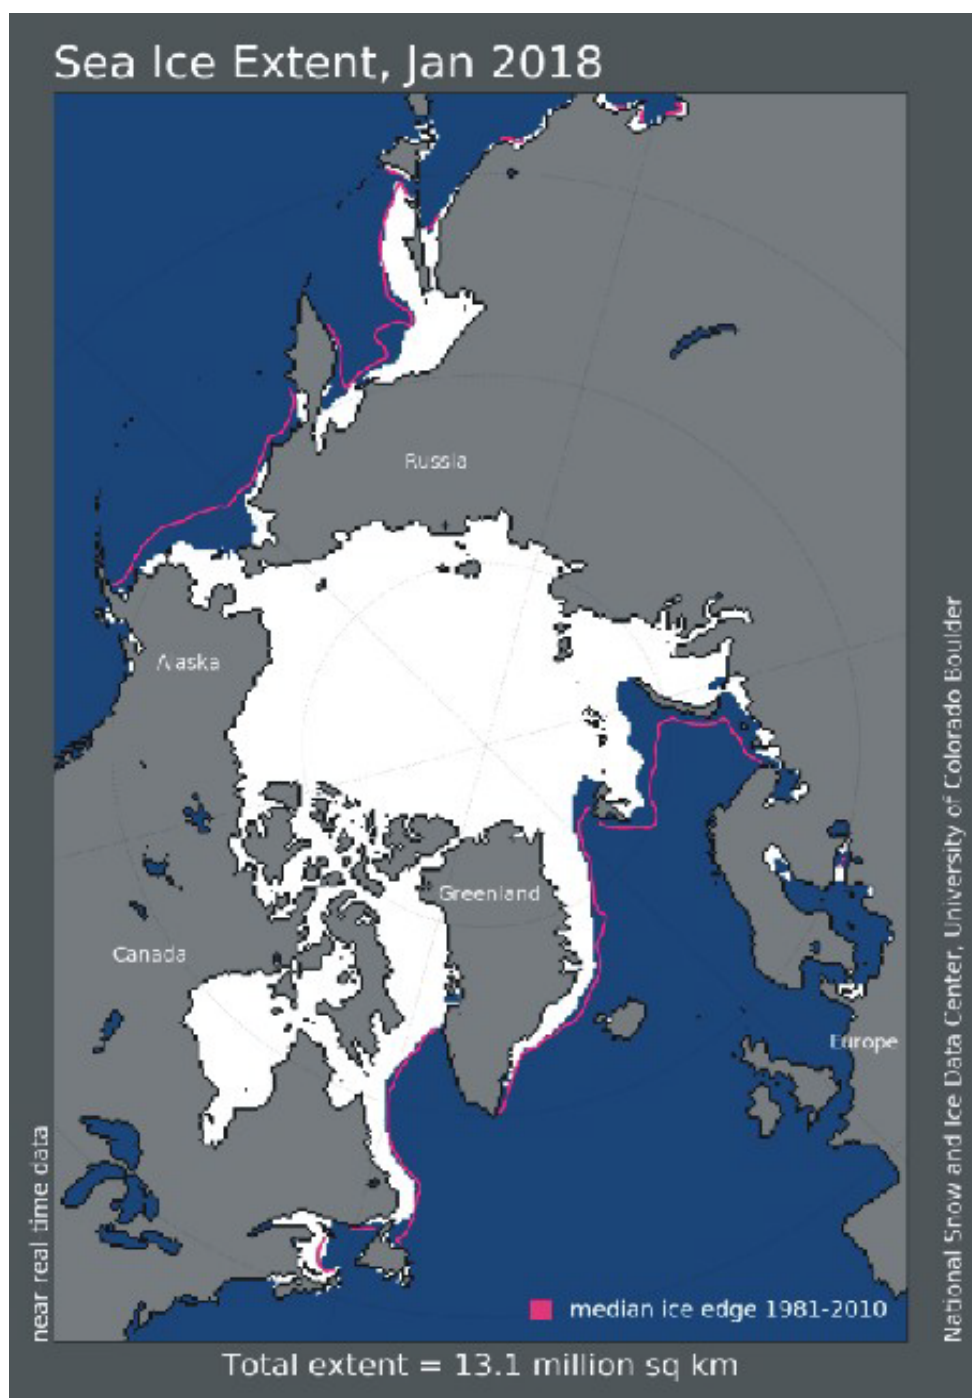 Sea Ice Extent, Jan 2018
Russia
Alaska
Greenland
Canada
Europe
near real time data
National Snow and Ice Data Center, University of Colorado Boulder
median ice edge 1981-2010
Total extent = 13.1 million sq km